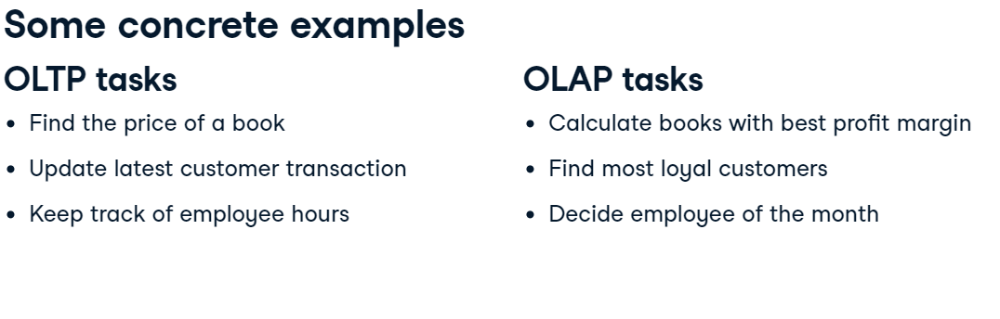 Some concrete examples
OLTP tasks
• Find the price of a book
• Update latest customer transaction
• Keep track of employee hours
OLAP tasks
• Calculate books with best profit margin
• Find most loyal customers
• Decide employee of the month